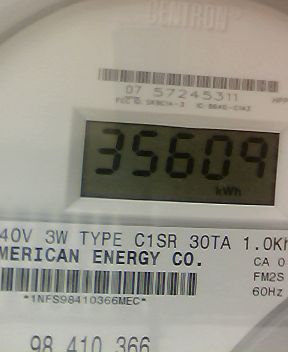 CENTRON
07 57245311
35609
kWh
40V 3W TYPE C1SR 30TA 1.0Kh
MERICAN ENERGY CO.
CA 0
FM2S
60Hz
*1NFS98410366MEC*
98 410 366